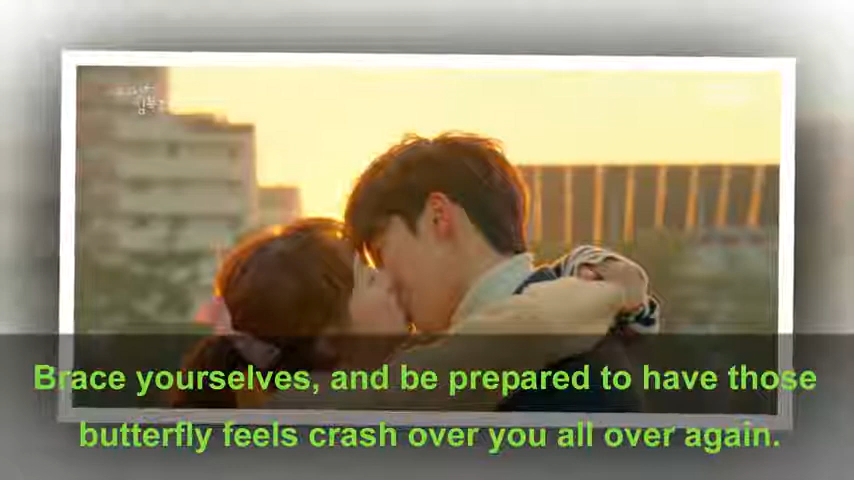 Brace yourselves, and be prepared to have those
butterfly feels crash over you all over again.